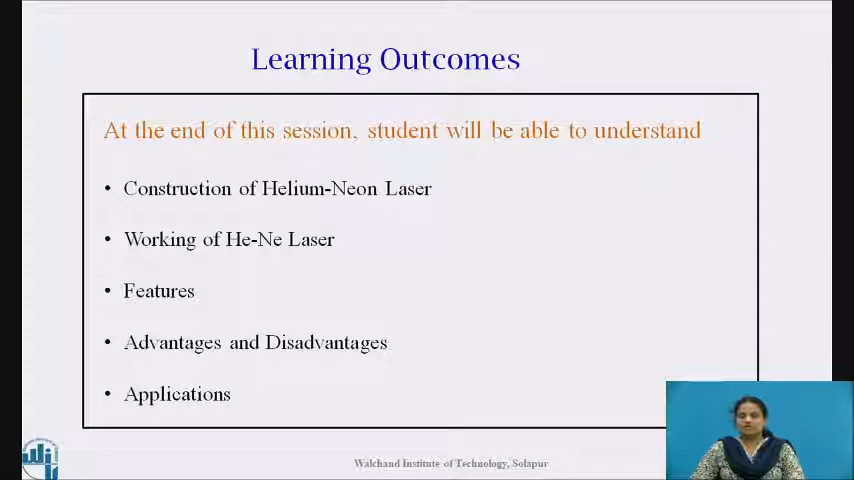 Learning Outcomes
At the end of this session, student will be able to understand
• Construction of Helium-Neon Laser
• Working of He-Ne Laser
• Features
• Advantages and Disadvantages
• Applications
Walchand Institute of Technology, Solapur